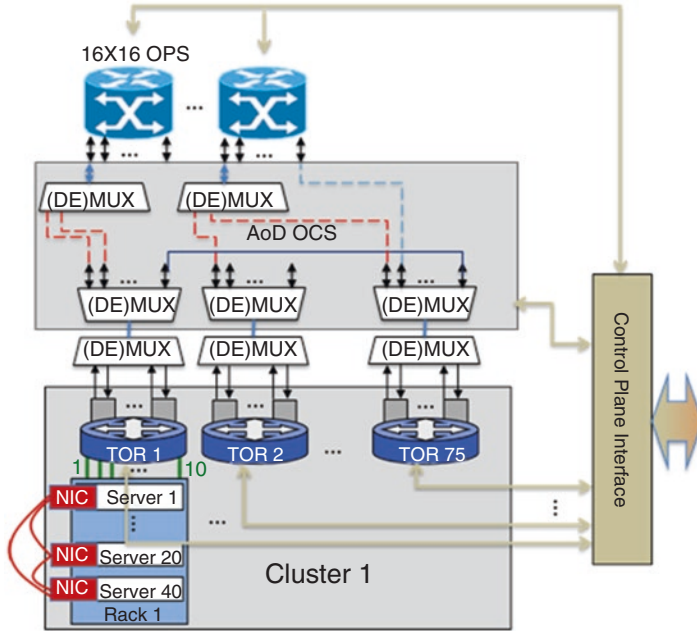 16X16 OPS
...
... ...
(DE)MUX (DE)MUX
AoD OCS
... ... ...
(DE)MUX (DE)MUX (DE)MUX
(DE)MUX (DE)MUX (DE)MUX
... ... ...
TOR 1 TOR 2 ... TOR 75
1 ... 10
NIC Server 1
...
NIC Server 20
NIC Server 40
Rack 1
...
Cluster 1
...
Control Plane Interface